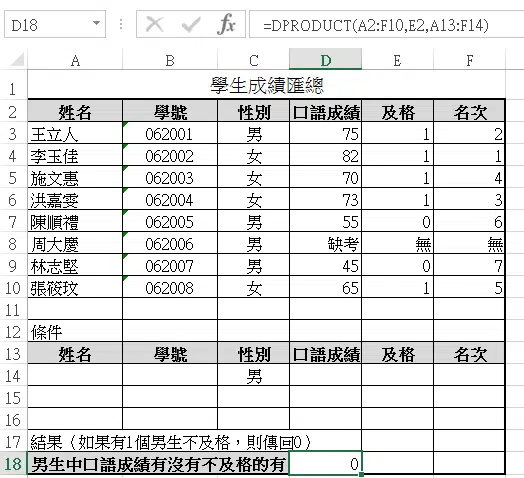 D18 fx =DPRODUCT(A2:F10,E2,A13:F14)
A B C D E F
1 學生成績匯總
2 姓名 學號 性別 口語成績 及格 名次
3 王立人 062001 男 75 1 2
4 李玉佳 062002 女 82 1 1
5 施文惠 062003 女 70 1 4
6 洪嘉雯 062004 女 73 1 3
7 陳順禮 062005 男 55 0 6
8 周大慶 062006 男 缺考 無 無
9 林志堅 062007 男 45 0 7
10 張筱玟 062008 女 65 1 5
11
12 條件
13 姓名 學號 性別 口語成績 及格 名次
14 男
15
16
17 結果（如果有1個男生不及格，則傳回0）
18 男生中口語成績有沒有不及格的有 0